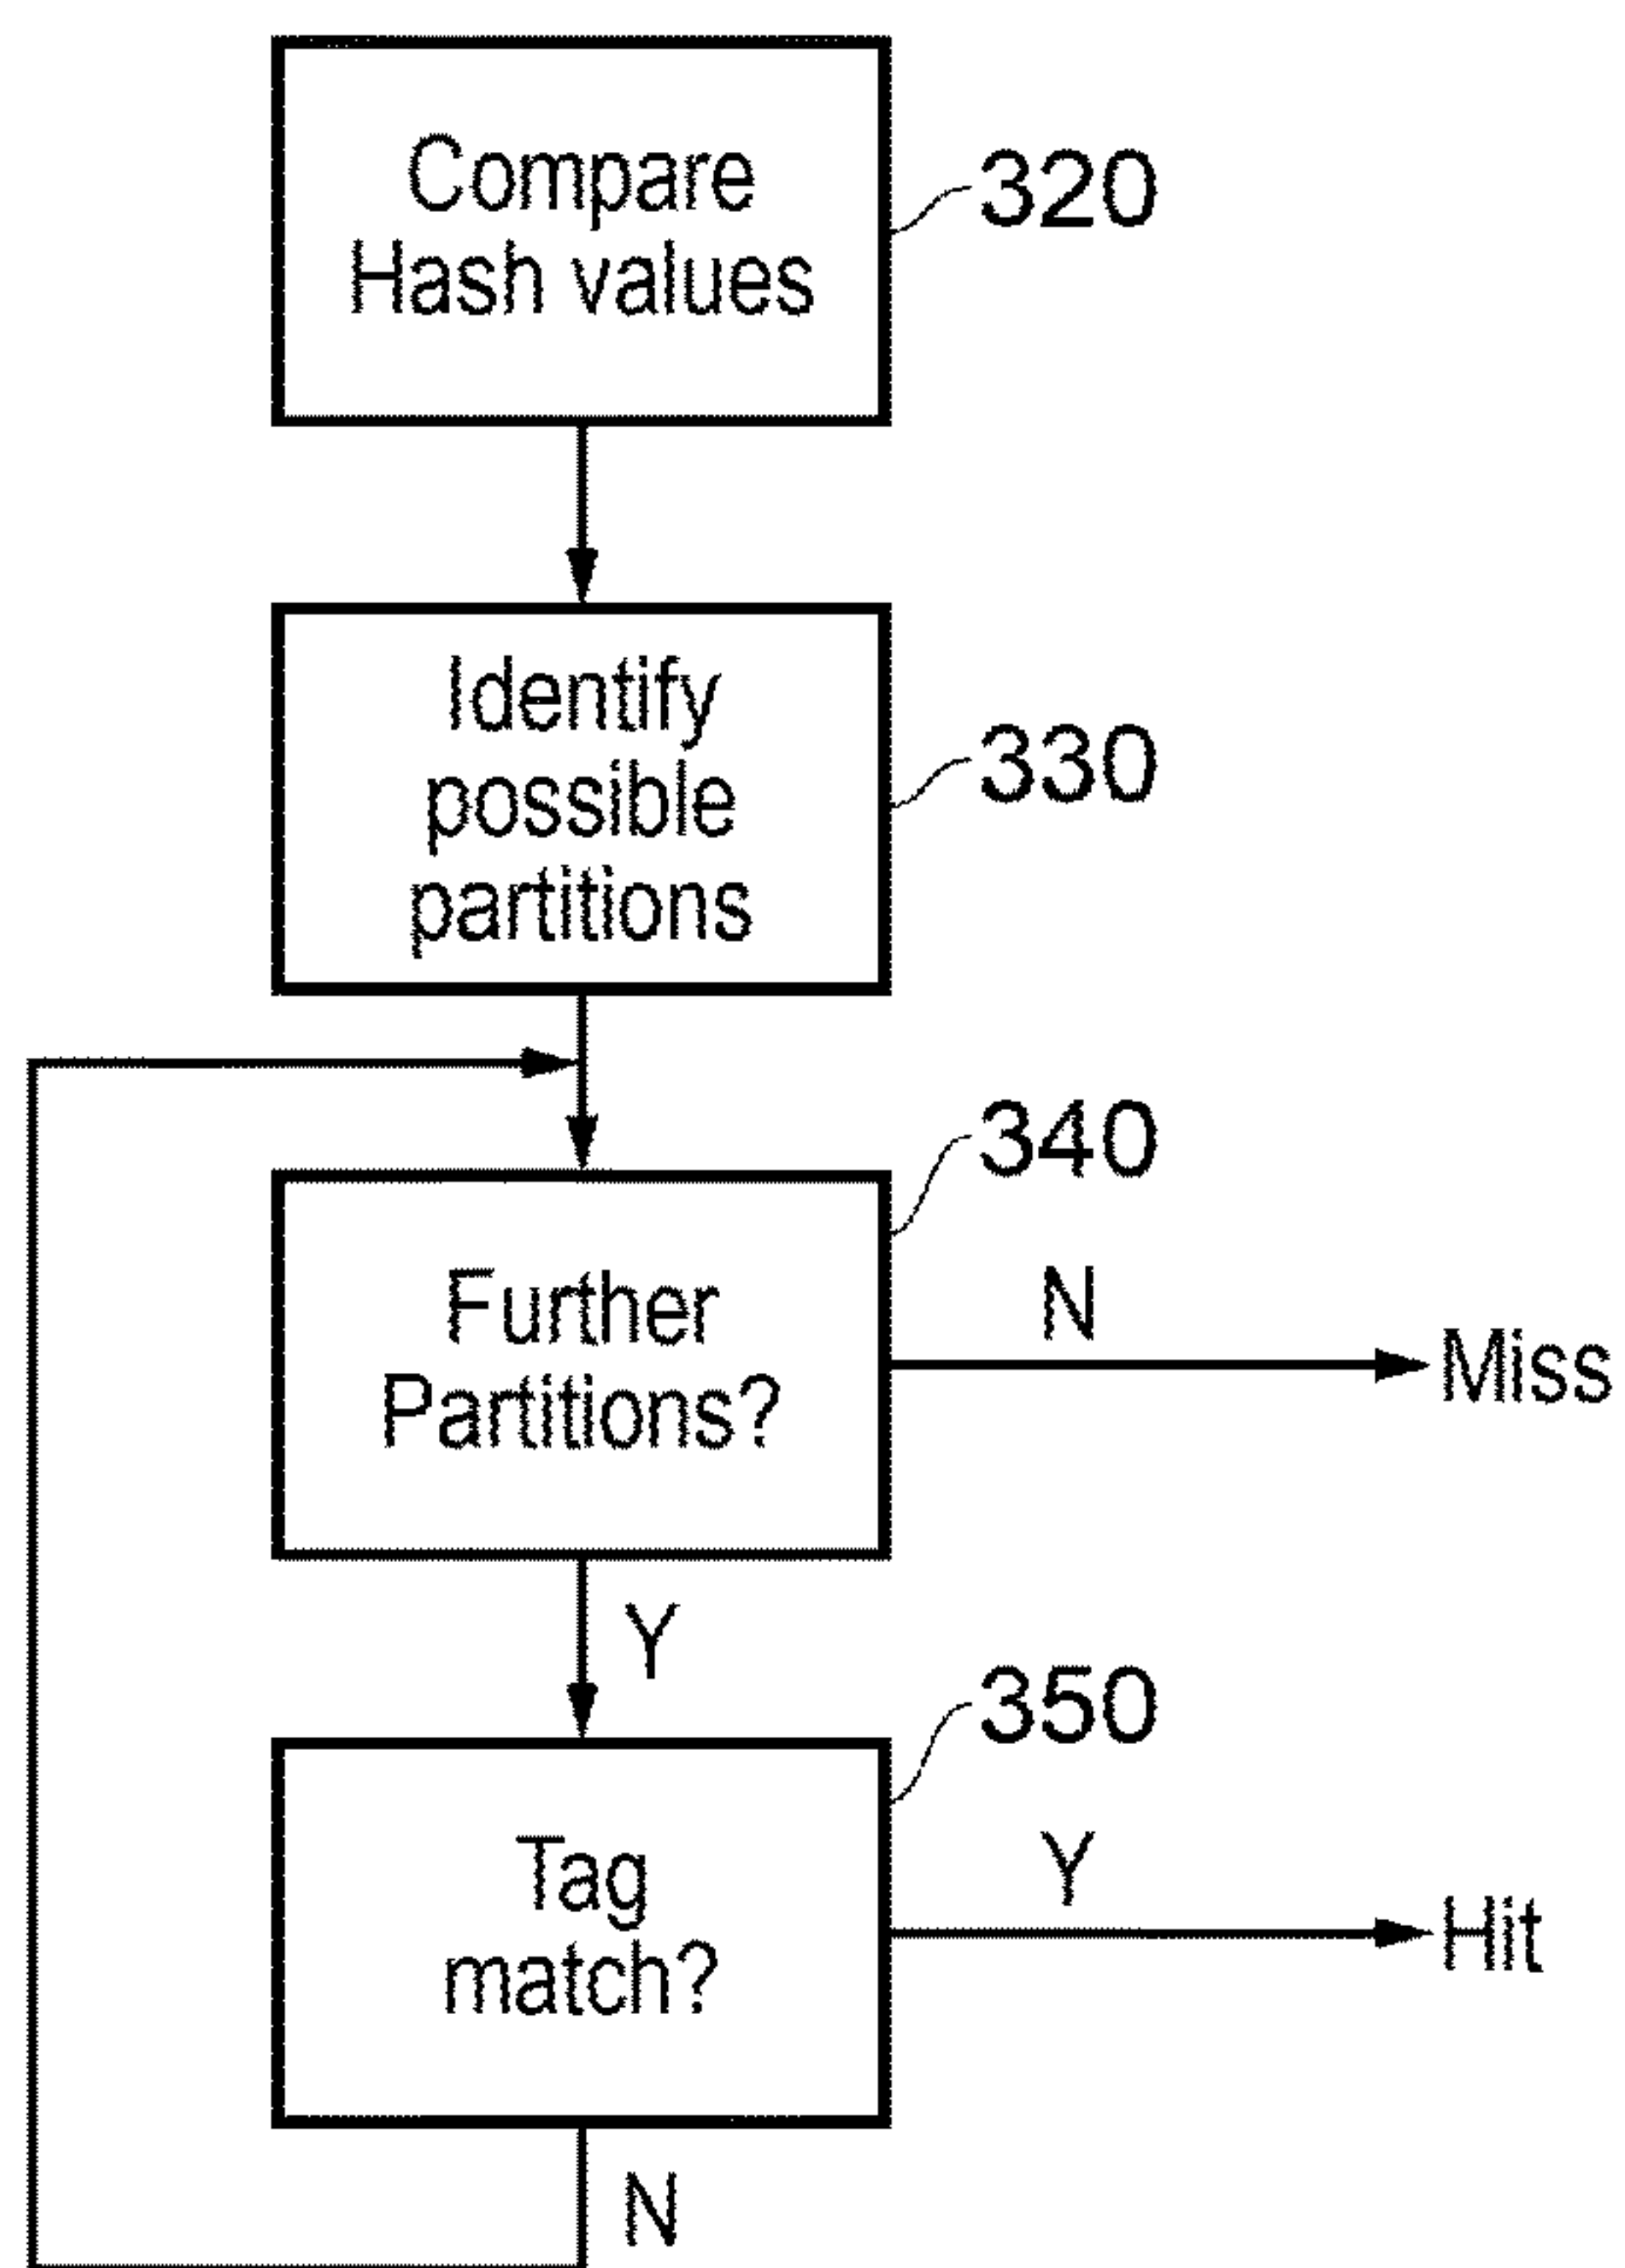 Compare
Hash values
320
Identify
possible
partitions
330
340
Further
Partitions?
N
Miss
Y
350
Tag
match?
Y
Hit
N